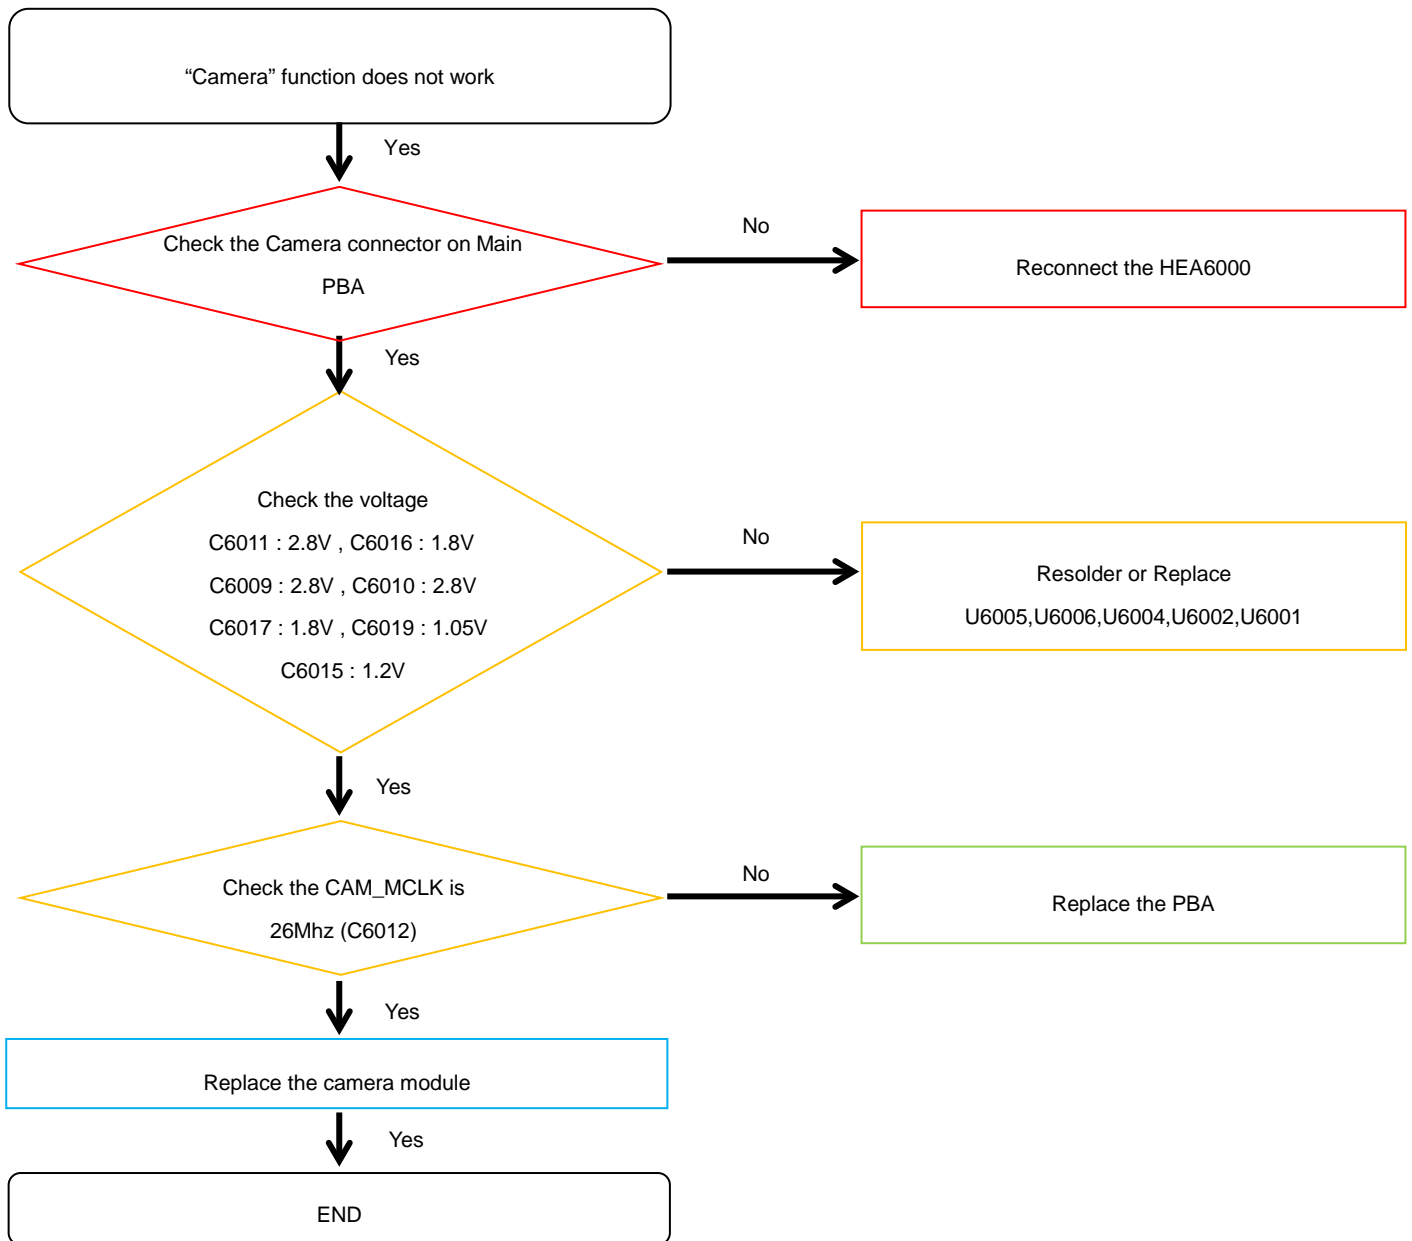 “Camera” function does not work
Yes
Check the Camera connector on Main
PBA
No
Reconnect the HEA6000
Yes
Check the voltage
C6011 : 2.8V , C6016 : 1.8V
C6009 : 2.8V , C6010 : 2.8V
C6017 : 1.8V , C6019 : 1.05V
C6015 : 1.2V
No
Resolder or Replace
U6005,U6006,U6004,U6002,U6001
Yes
Check the CAM_MCLK is
26Mhz (C6012)
No
Replace the PBA
Yes
Replace the camera module
Yes
END